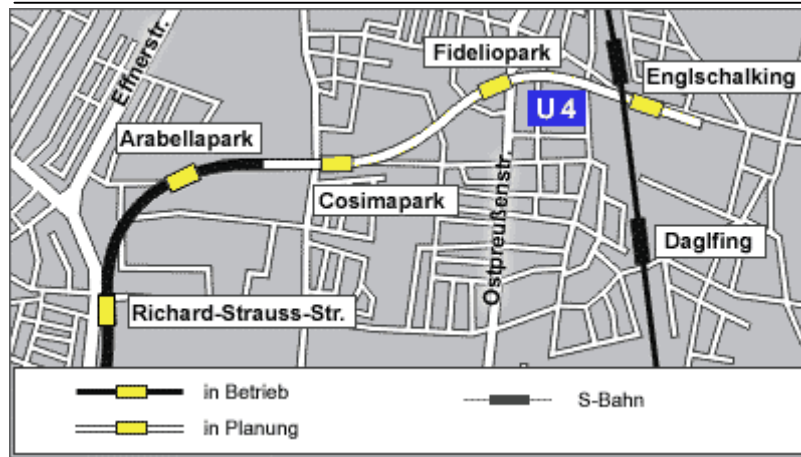 Effnerstr.
Fideliopark
Englschalking
U 4
Arabellapark
Cosimapark
Ostpreußenstr.
Daglfing
Richard-Strauss-Str.
in Betrieb
S-Bahn
in Planung